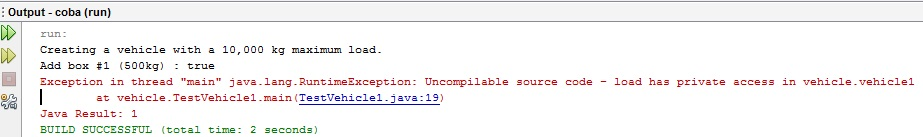 Output - coba (run)
run:
Creating a vehicle with a 10,000 kg maximum load.
Add box #1 (500kg) : true
Exception in thread "main" java.lang.RuntimeException: Uncompilable source code - load has private access in vehicle.vehicle1
at vehicle.TestVehicle1.main(TestVehicle1.java:19)
Java Result: 1
BUILD SUCCESSFUL (total time: 2 seconds)